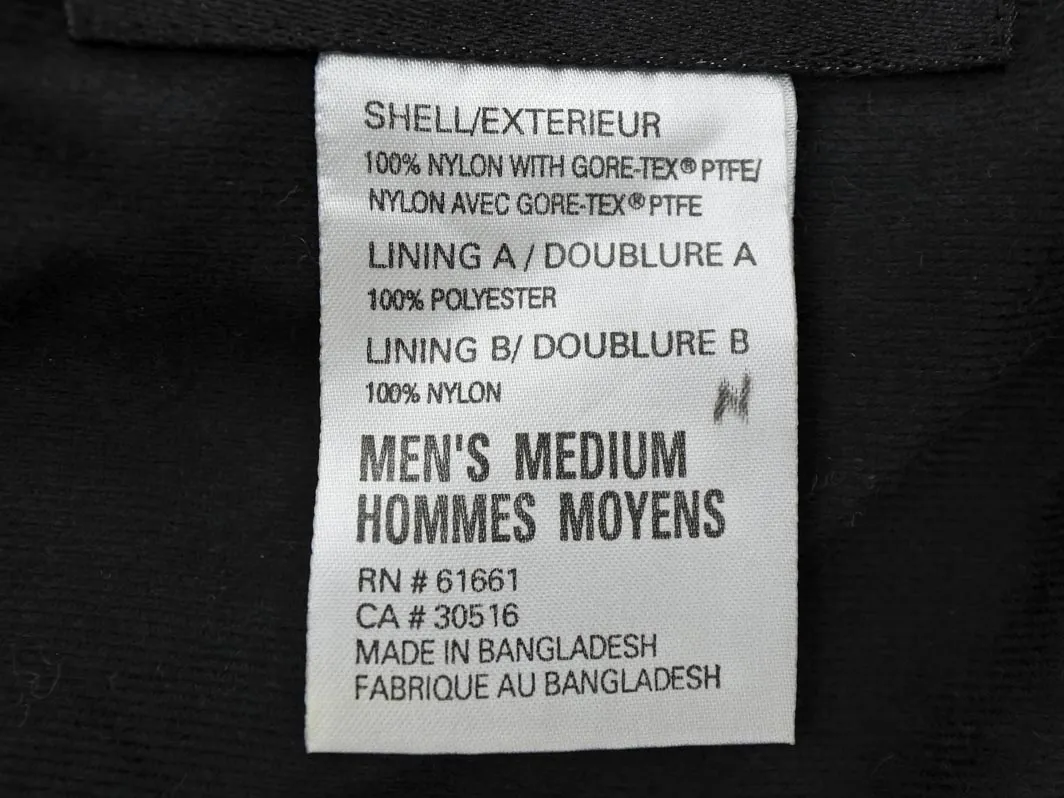 SHELL/EXTERIEUR
100% NYLON WITH GORE-TEX® PTFE/
NYLON AVEC GORE-TEX® PTFE
LINING A / DOUBLURE A
100% POLYESTER
LINING B/ DOUBLURE B
100% NYLON
MEN'S MEDIUM
HOMMES MOYENS
RN # 61661
CA # 30516
MADE IN BANGLADESH
FABRIQUE AU BANGLADESH